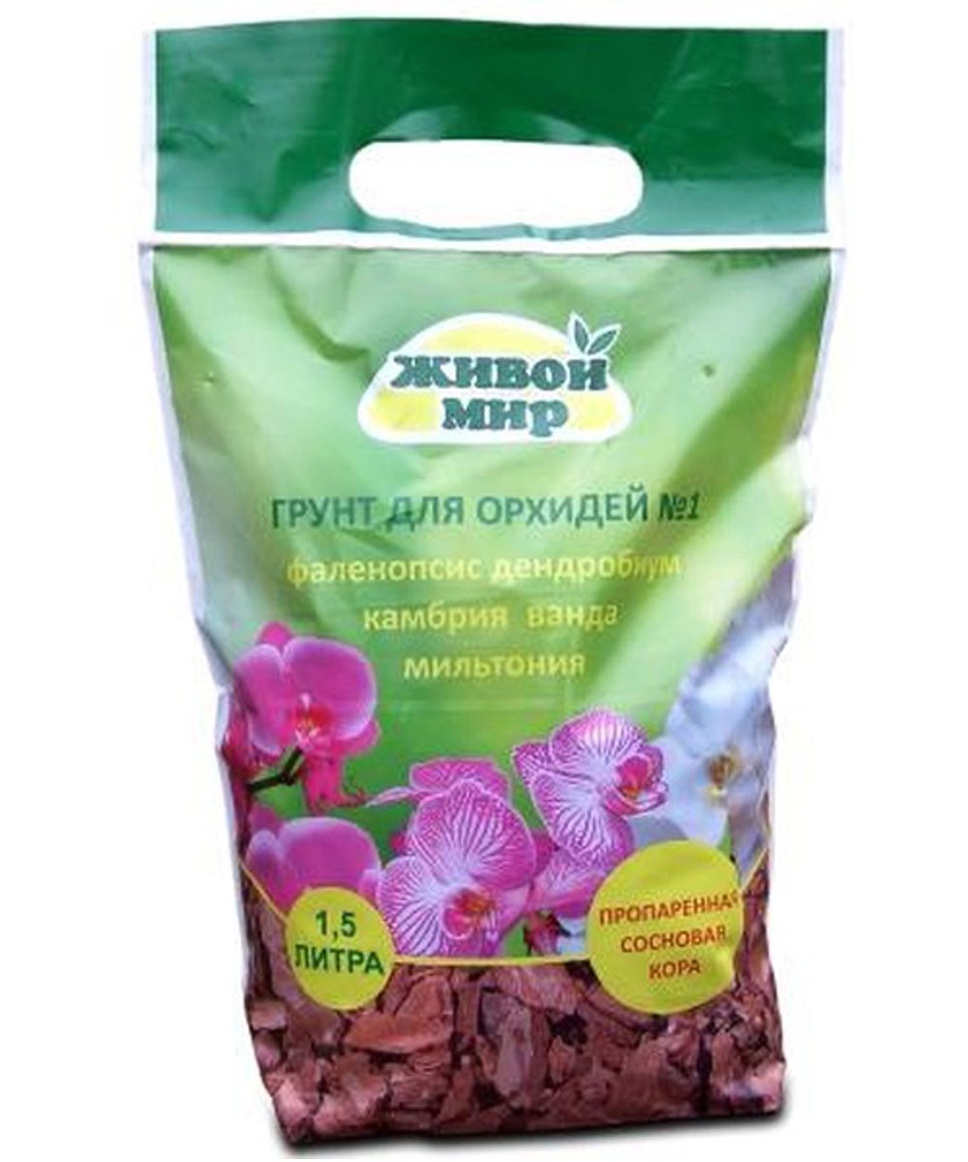 живой
мир
ГРУНТ ДЛЯ ОРХИДЕЙ №1
фаленопсис дендробиум
камбрия ванда
мильтония
1,5
ЛИТРА
ПРОПАРЕННАЯ
СОСНОВАЯ
КОРА